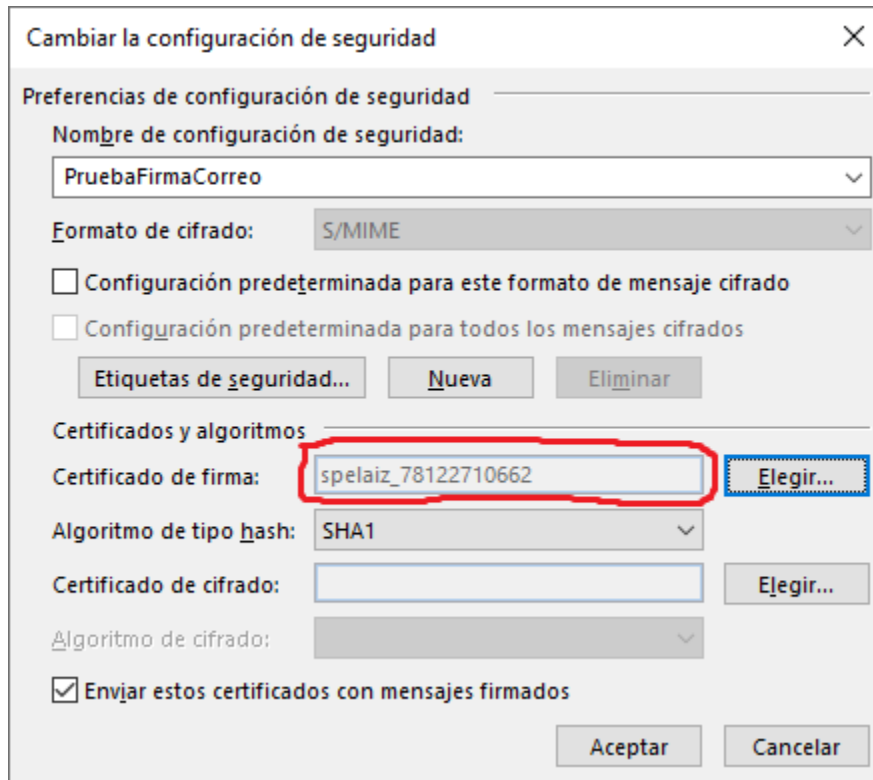 Cambiar la configuración de seguridad
Preferencias de configuración de seguridad
Nombre de configuración de seguridad:
PruebaFirmaCorreo
Formato de cifrado: S/MIME
Configuración predeterminada para este formato de mensaje cifrado
Configuración predeterminada para todos los mensajes cifrados
Etiquetas de seguridad... Nueva Eliminar
Certificados y algoritmos
Certificado de firma: spelaiz_78122710662 Elegir...
Algoritmo de tipo hash: SHA1
Certificado de cifrado: Elegir...
Algoritmo de cifrado:
Enviar estos certificados con mensajes firmados
Aceptar Cancelar